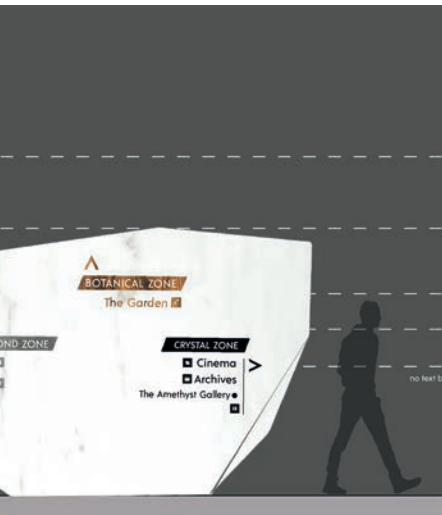 BOTANICAL ZONE
The Garden
OND ZONE
CRYSTAL ZONE
Cinema
Archives
The Amethyst Gallery
no text b